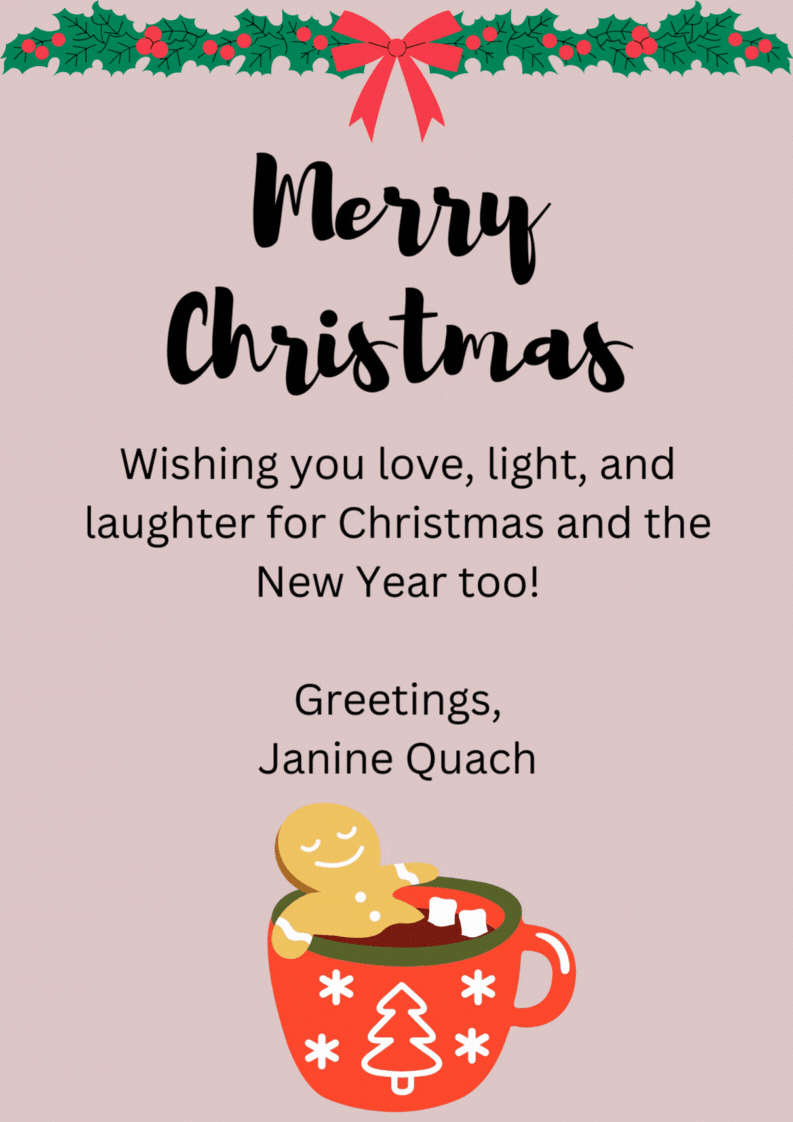 Merry
Christmas
Wishing you love, light, and
laughter for Christmas and the
New Year too!
Greetings,
Janine Quach